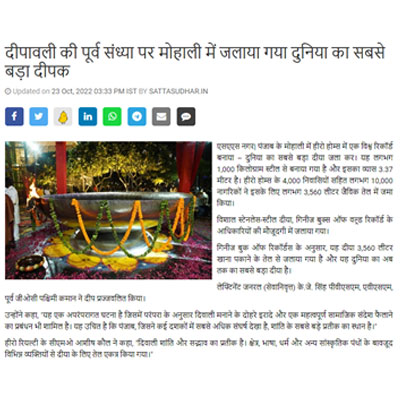 दीपावली की पूर्व संध्या पर मोहाली में जलाया गया दुनिया का सबसे
बड़ा दीपक
Updated on 23 Oct, 2022 03:33 PM IST BY SATTASUDHAR.IN
एसएएस नगर: पंजाब के मोहाली में हीरो होम्स में एक विश्व रिकॉर्ड
बनाया – दुनिया का सबसे बड़ा दीया जला कर। यह लगभग
1,000 किलोग्राम स्टील से बनाया गया है और इसका व्यास 3.37
मीटर है। हीरो होम्स के 4,000 निवासियों सहित लगभग 10,000
नागरिकों ने इसके लिए लगभग 3,560 लीटर जैविक तेल में जमा
किया।
विशाल स्टेनलेस-स्टील दीया, गिनीज़ बुक्स ऑफ वल्र्ड रिकॉर्ड के
अधिकारियों की मौजूदगी में जलाया गया।
गिनीज बुक ऑफ रिकॉर्डस के अनुसार, यह दीया 3,560 लीटर
खाना पकाने के तेल से जलाया गया है और यह दुनिया का अब
तक का सबसे बड़ा दीया है।
लेफ्टिनेंट जनरल (सेवानिवृत्त) के.जे. सिंह पीवीएसएम, एवीएसएम,
पूर्व जीओसी पश्चिमी कमान ने दीप प्रज्जवलित किया।
उन्होंने कहा, "यह एक अपरंपरागत घटना है जिसमें परंपरा के अनुसार दिवाली मनाने के दोहरे इरादे और एक महत्वपूर्ण सामाजिक संदेश फैलाने
का प्रबंधन भी शामिल है। यह उचित है कि पंजाब, जिसने कई दशकों में सबसे अधिक संघर्ष देखा है, शांति के सबसे बड़े प्रतीक का स्थान है।"
हीरो रियल्टी के सीएमओ आशीष कौल ने कहा, "दिवाली शांति और सद्भाव का प्रतीक है। क्षेत्र, भाषा, धर्म और अन्य सांस्कृतिक पंथों के बावजूद
विभिन्न व्यक्तियों से दीया के लिए तेल एकत्र किया गया।"